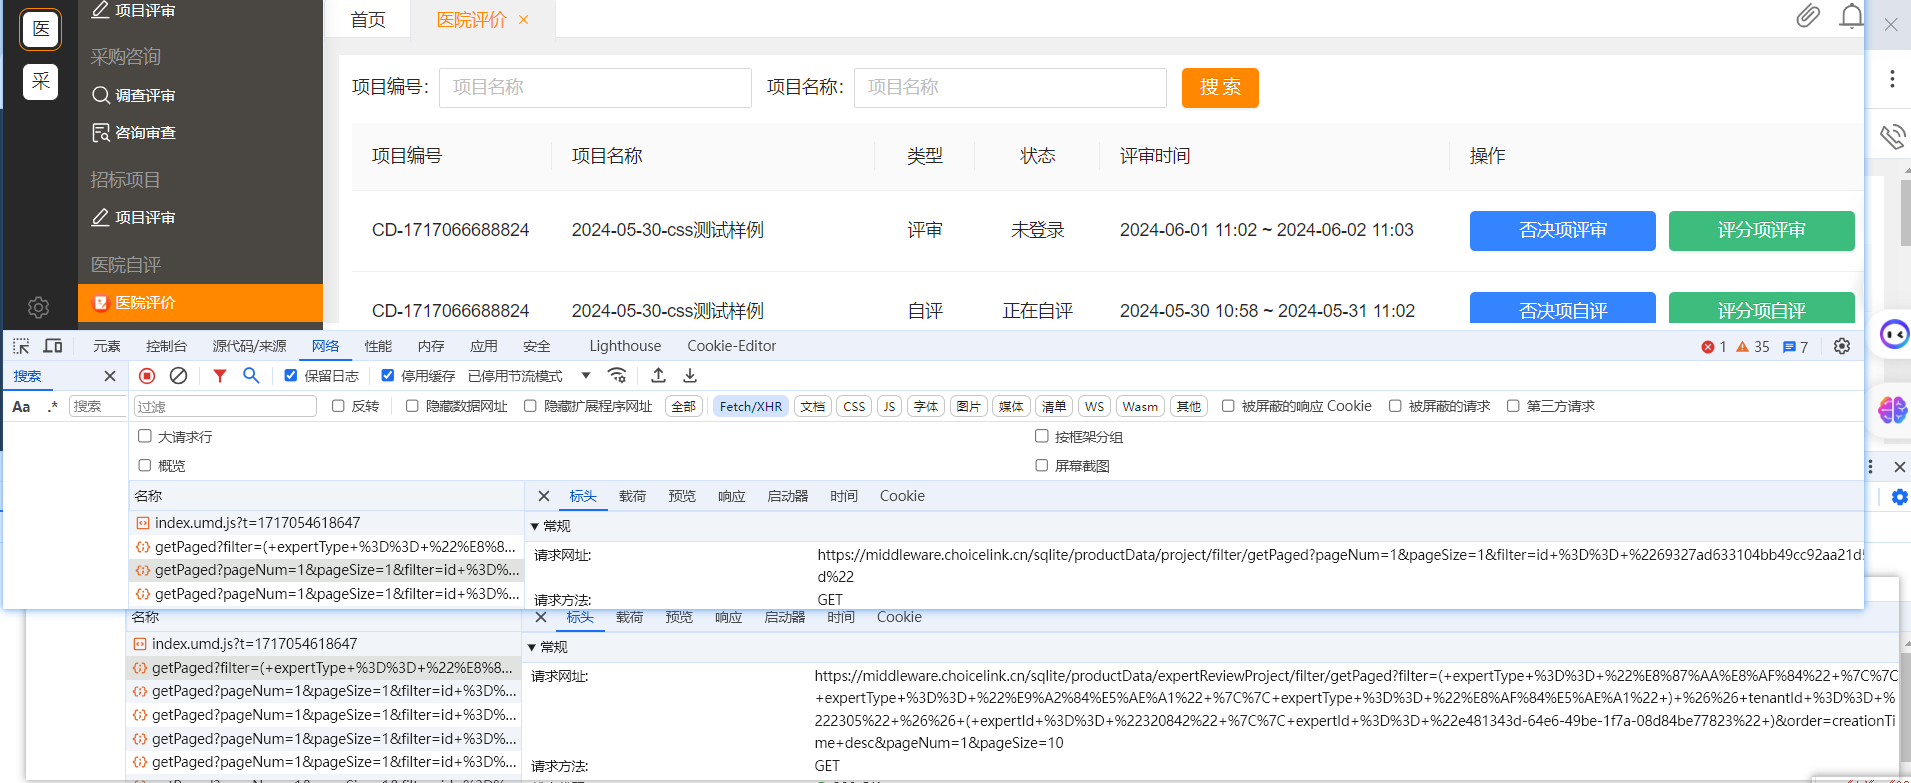 医
采
项目评审
采购咨询
调查评审
咨询审查
招标项目
项目评审
医院自评
医院评价
首页 医院评价 ×
项目编号: 项目名称 项目名称: 项目名称 搜 索
项目编号 项目名称 类型 状态 评审时间 操作
CD-1717066688824 2024-05-30-css测试样例 评审 未登录 2024-06-01 11:02 ~ 2024-06-02 11:03 否决项评审 评分项评审
CD-1717066688824 2024-05-30-css测试样例 自评 正在自评 2024-05-30 10:58 ~ 2024-05-31 11:02 否决项自评 评分项自评
元素 控制台 源代码/来源 网络 性能 内存 应用 安全 Lighthouse Cookie-Editor 1 35 7
搜索 保留日志 停用缓存 已停用节流模式
Aa .* 搜索 过滤 反转 隐藏数据网址 隐藏扩展程序网址 全部 Fetch/XHR 文档 CSS JS 字体 图片 媒体 清单 WS Wasm 其他 被屏蔽的响应 Cookie 被屏蔽的请求 第三方请求
大请求行 按框架分组
概览 屏幕截图
名称 标头 载荷 预览 响应 启动器 时间 Cookie
index.umd.js?t=1717054618647
getPaged?filter=(+expertType+%3D%3D+%22%E8%8...
getPaged?pageNum=1&pageSize=1&filter=id+%3D%...
getPaged?pageNum=1&pageSize=1&filter=id+%3D%...
常规
请求网址:
https://middleware.choicelink.cn/sqlite/productData/project/filter/getPaged?pageNum=1&pageSize=1&filter=id+%3D%3D+%2269327ad633104bb49cc92aa21d5
d%22
请求方法: GET
名称 标头 载荷 预览 响应 启动器 时间 Cookie
index.umd.js?t=1717054618647
getPaged?filter=(+expertType+%3D%3D+%22%E8%8...
getPaged?pageNum=1&pageSize=1&filter=id+%3D%...
getPaged?pageNum=1&pageSize=1&filter=id+%3D%...
getPaged?pageNum=1&pageSize=1&filter=id+%3D%...
getPaged?pageNum=1&pageSize=1&filter=id+%3D%...
常规
请求网址:
https://middleware.choicelink.cn/sqlite/productData/expertReviewProject/filter/getPaged?filter=(+expertType+%3D%3D+%22%E8%87%AA%E8%AF%84%22+%7C%7C
+expertType+%3D%3D+%22%E9%A2%84%E5%AE%A1%22+%7C%7C+expertType+%3D%3D+%22%E8%AF%84%E5%AE%A1%22+)+%26%26+tenantId+%3D%3D+%
222305%22+%26%26+(+expertId+%3D%3D+%22320842%22+%7C%7C+expertId+%3D%3D+%22e481343d-64e6-49be-1f7a-08d84be77823%22+)&order=creationTi
me+desc&pageNum=1&pageSize=10
请求方法: GET